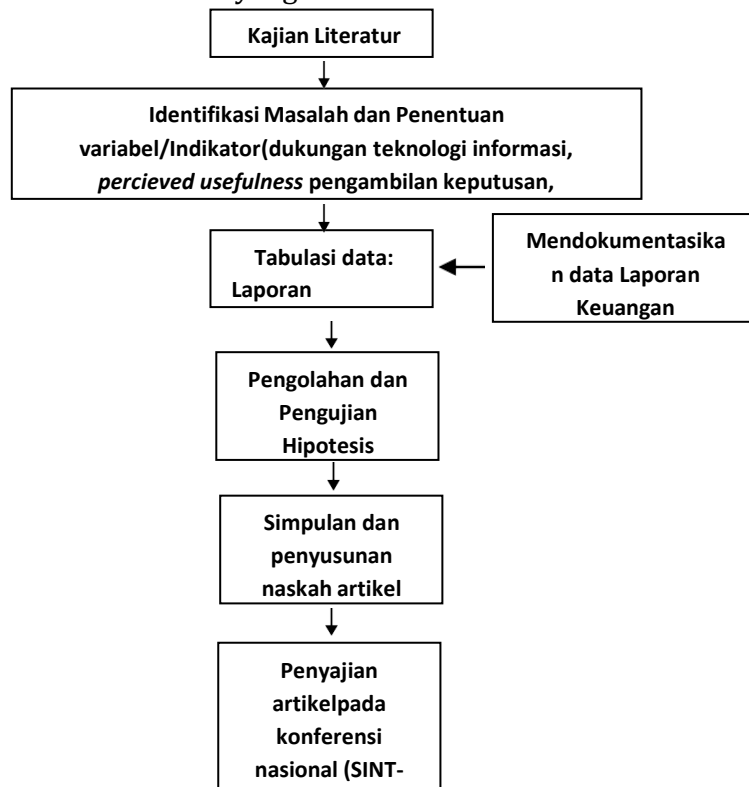 Kajian Literatur
Identifikasi Masalah dan Penentuan
variabel/Indikator(dukungan teknologi informasi,
percieved usefulness pengambilan keputusan,
Tabulasi data:
Laporan
Mendokumentasika
n data Laporan
Keuangan
Pengolahan dan
Pengujian
Hipotesis
Simpulan dan
penyusunan
naskah artikel
Penyajian
artikelpada
konferensi
nasional (SINT-